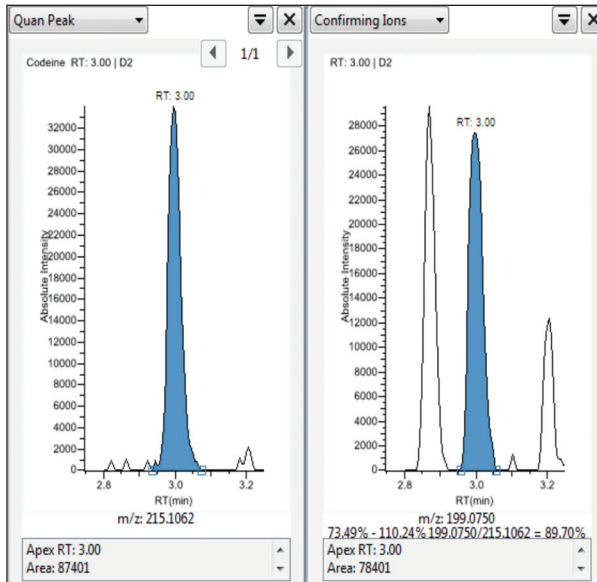 Quan Peak
Codeine RT: 3.00 | D2
1/1
RT: 3.00
32000
30000
28000
26000
24000
22000
20000
18000
16000
14000
12000
10000
8000
6000
4000
2000
0
Absolute Intensity
2.8 3.0 3.2
RT(min)
m/z: 215.1062
Apex RT: 3.00
Area: 87401
Confirming Ions
RT: 3.00 | D2
RT: 3.00
28000
26000
24000
22000
20000
18000
16000
14000
12000
10000
8000
6000
4000
2000
0
Absolute Intensity
2.8 3.0 3.2
RT(min)
m/z: 199.0750
73.49% - 110.24% 199.0750/215.1062 = 89.70%
Apex RT: 3.00
Area: 78401